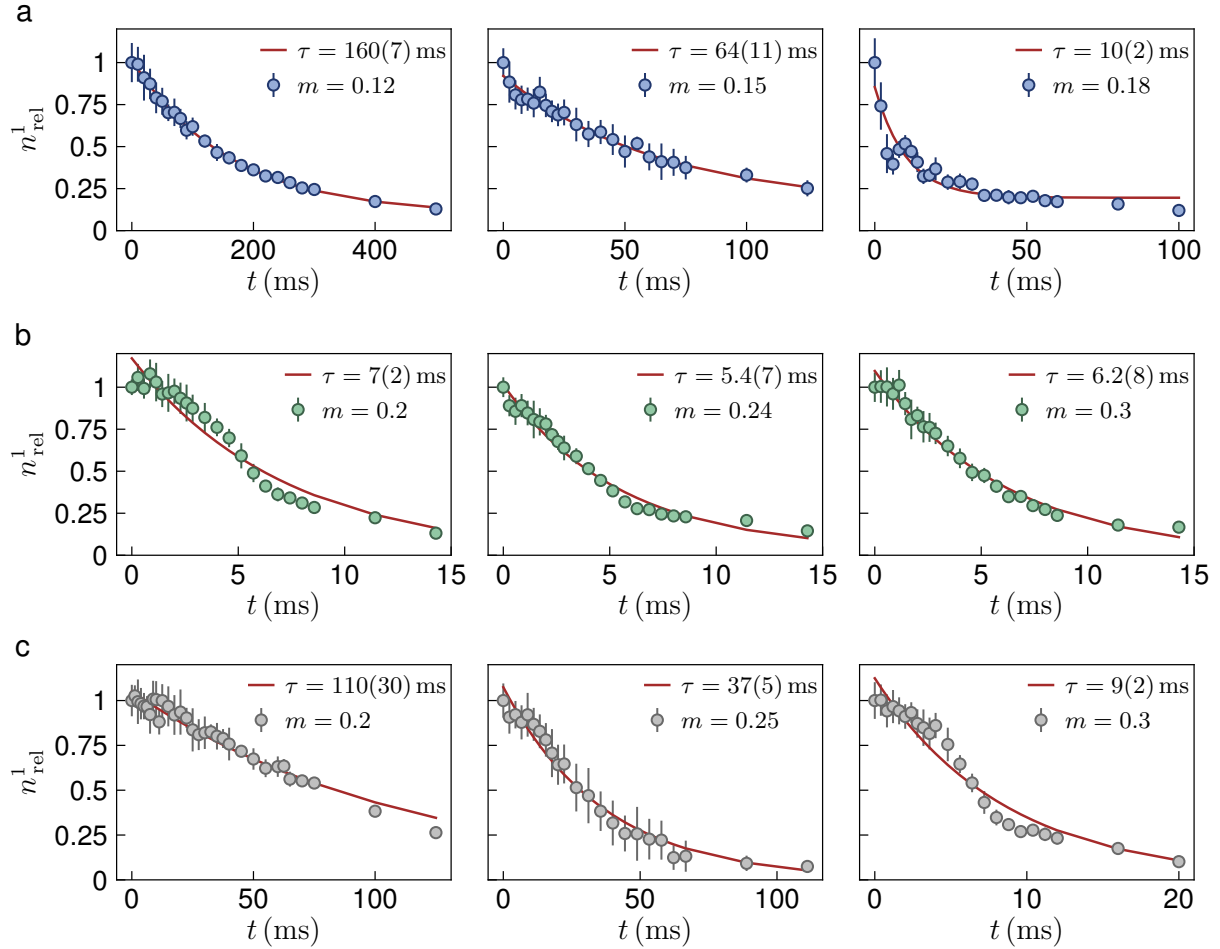 a
τ = 160(7) ms
m = 0.12
τ = 64(11) ms
m = 0.15
τ = 10(2) ms
m = 0.18
n¹rel
1
0.75
0.5
0.25
0
0 200 400
0 50 100
0 50 100
t (ms)
t (ms)
t (ms)
b
τ = 7(2) ms
m = 0.2
τ = 5.4(7) ms
m = 0.24
τ = 6.2(8) ms
m = 0.3
n¹rel
1
0.75
0.5
0.25
0
0 5 10 15
0 5 10 15
0 5 10 15
t (ms)
t (ms)
t (ms)
c
τ = 110(30) ms
m = 0.2
τ = 37(5) ms
m = 0.25
τ = 9(2) ms
m = 0.3
n¹rel
1
0.75
0.5
0.25
0
0 50 100
0 50 100
0 10 20
t (ms)
t (ms)
t (ms)